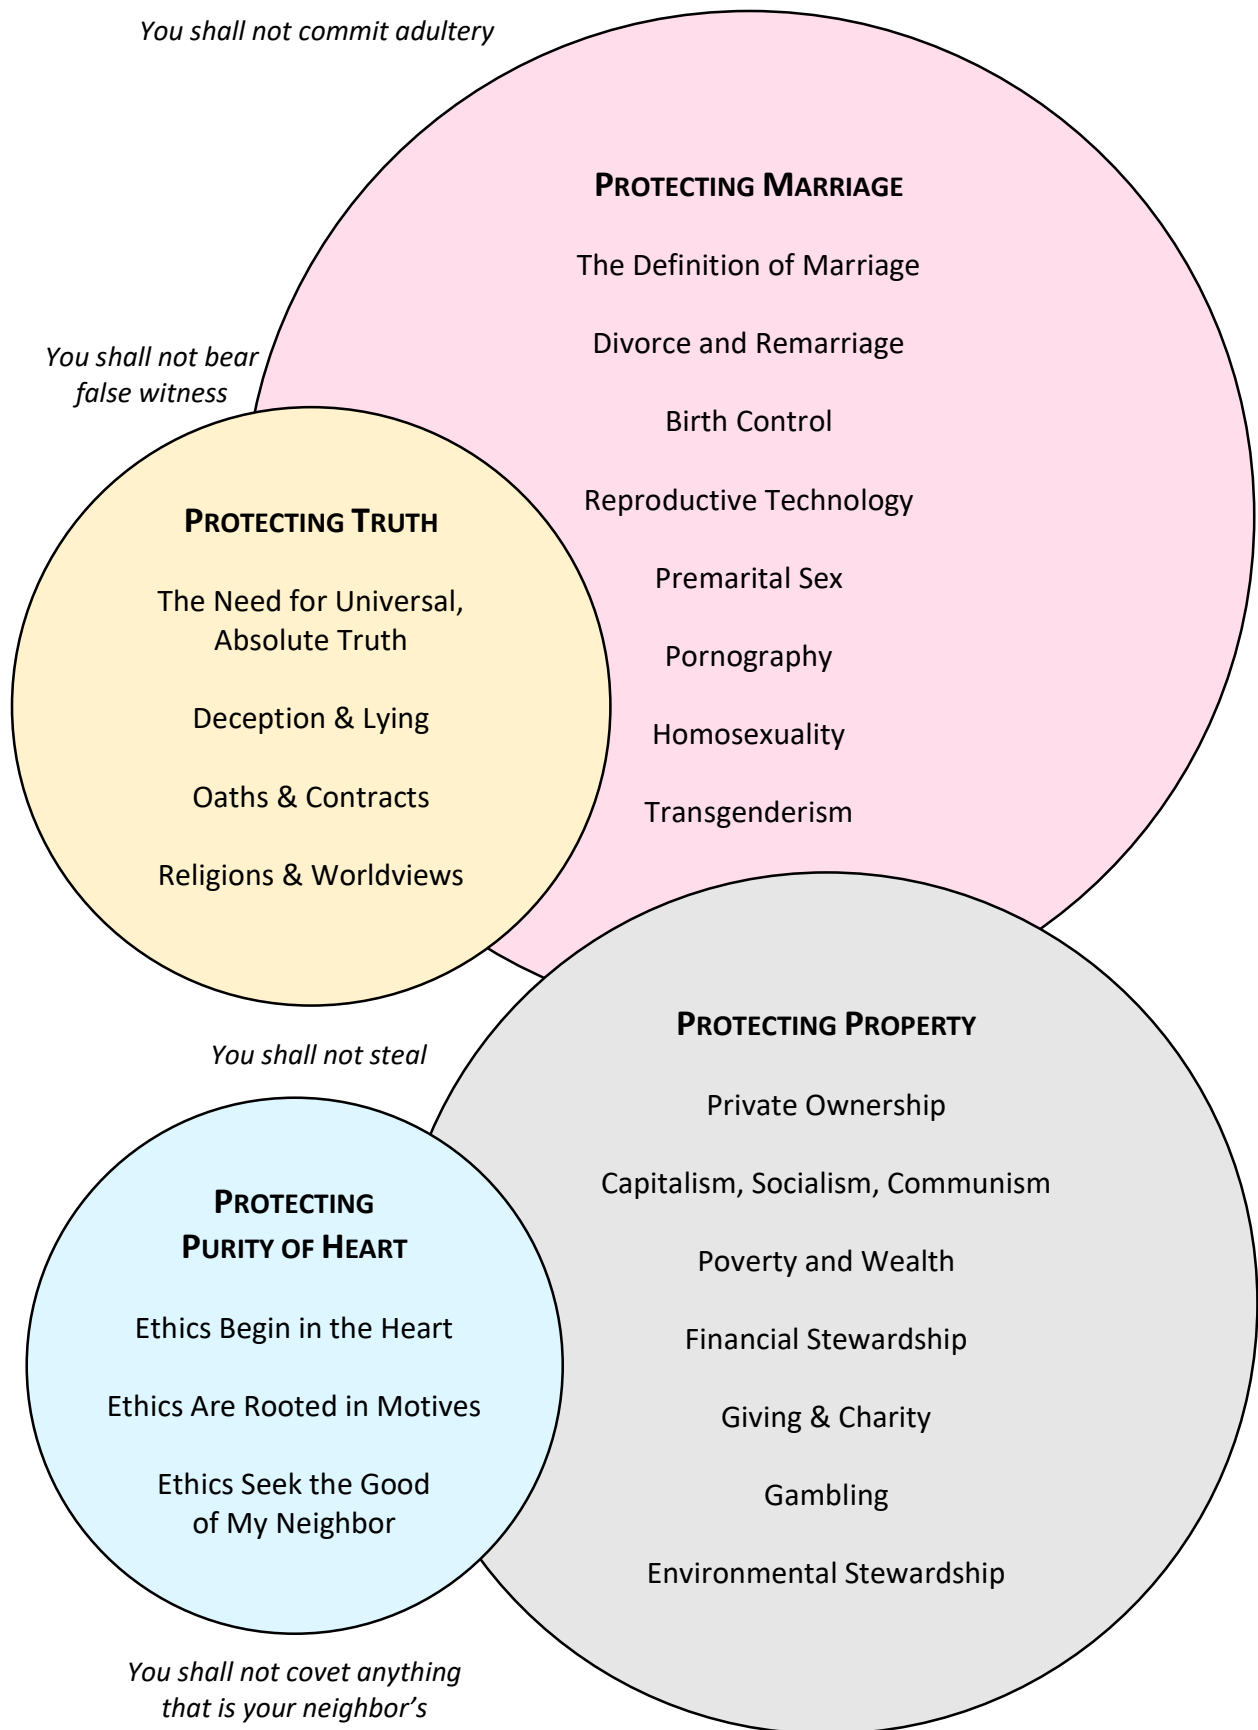 You shall not commit adultery
PROTECTING MARRIAGE
The Definition of Marriage
Divorce and Remarriage
Birth Control
Reproductive Technology
Premarital Sex
Pornography
Homosexuality
Transgenderism
You shall not bear
false witness
PROTECTING TRUTH
The Need for Universal,
Absolute Truth
Deception & Lying
Oaths & Contracts
Religions & Worldviews
You shall not steal
PROTECTING PROPERTY
Private Ownership
Capitalism, Socialism, Communism
Poverty and Wealth
Financial Stewardship
Giving & Charity
Gambling
Environmental Stewardship
PROTECTING
PURITY OF HEART
Ethics Begin in the Heart
Ethics Are Rooted in Motives
Ethics Seek the Good
of My Neighbor
You shall not covet anything
that is your neighbor’s